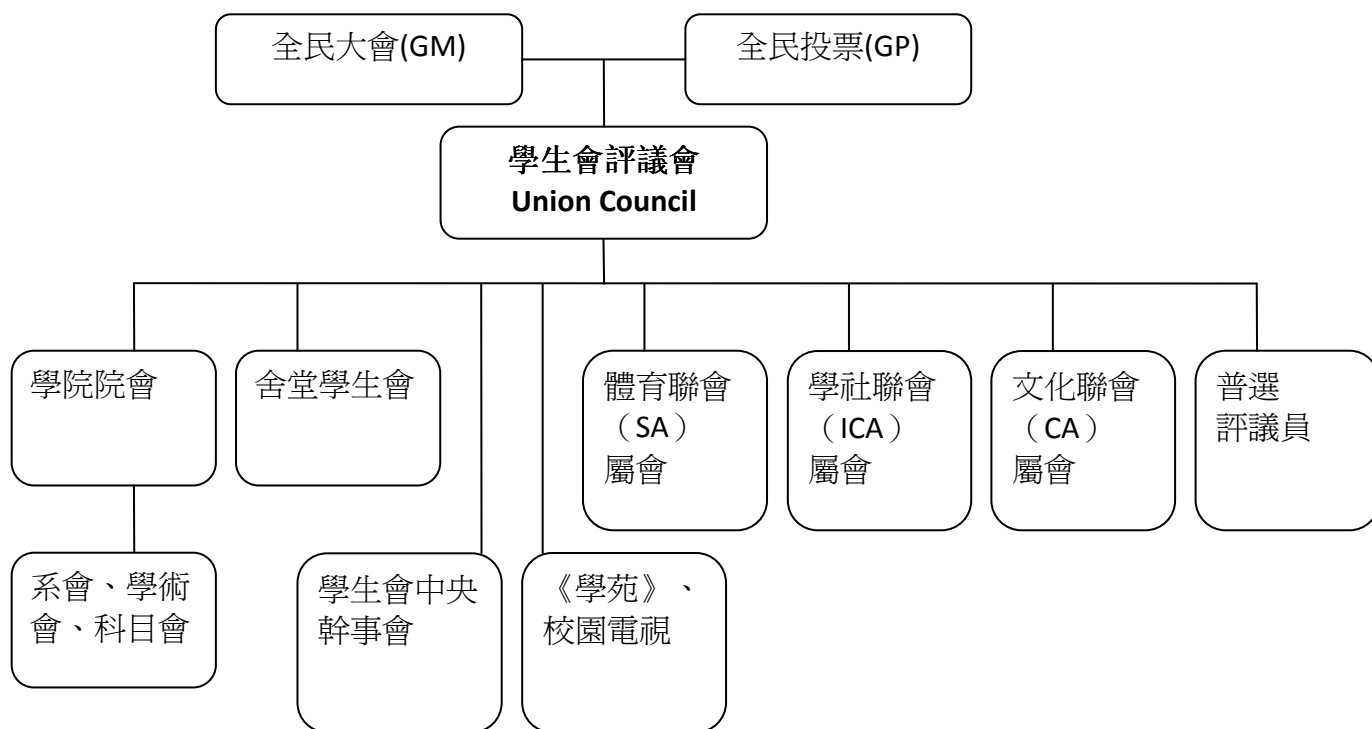 全民大會(GM)
全民投票(GP)
學生會評議會
Union Council
學院院會
舍堂學生會
體育聯會
（SA）
屬會
學社聯會
（ICA）
屬會
文化聯會
（CA）
屬會
普選
評議員
系會、學術
會、科目會
學生會中央
幹事會
《學苑》、
校園電視